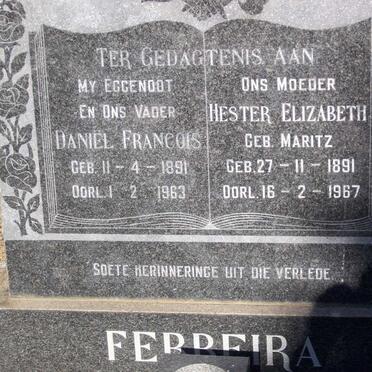 TER GEDAGTENIS AAN
MY EGGENOOT
EN ONS VADER
DANIËL FRANCOIS
GEB. 11-4-1891
OORL. 1-2-1963
ONS MOEDER
HESTER ELIZABETH
GEB. MARITZ
GEB. 27-11-1891
OORL. 16-2-1967
SOETE HERINNERINGE UIT DIE VERLEDE...
FERREIRA